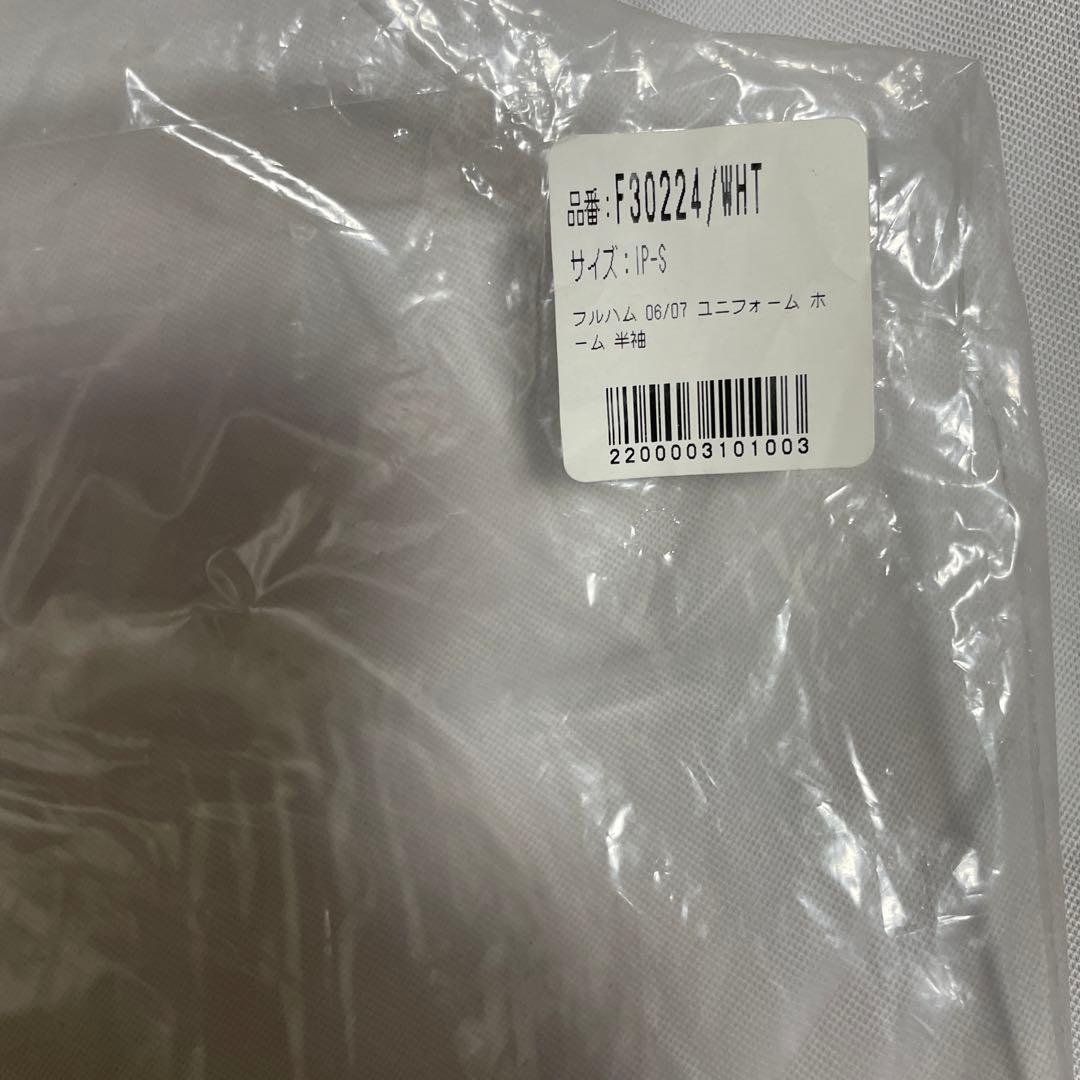 品番:F30224/WHT
サイズ:IP-S
フルハム 06/07 ユニフォーム ホ
ーム 半袖
2200003101003